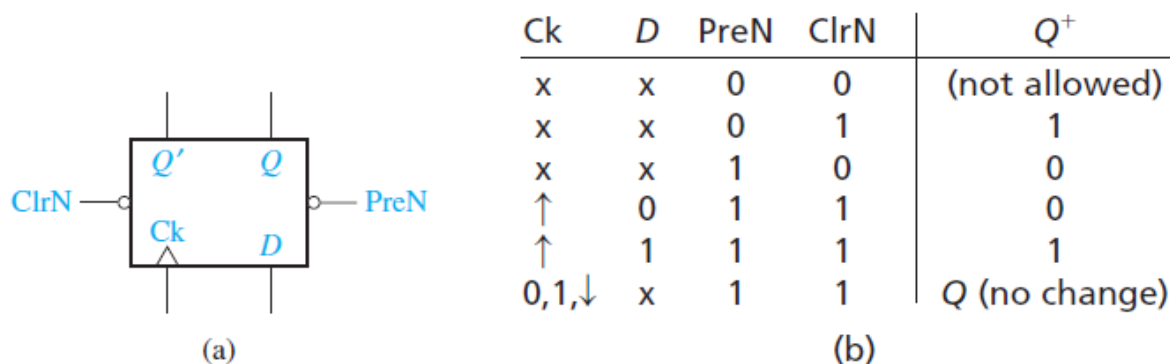 Q′ Q
ClrN PreN
Ck
D
(a)
Ck D PreN ClrN Q⁺
x x 0 0 (not allowed)
x x 0 1 1
x x 1 0 0
↑ 0 1 1 0
↑ 1 1 1 1
0,1,↓ x 1 1 Q (no change)
(b)